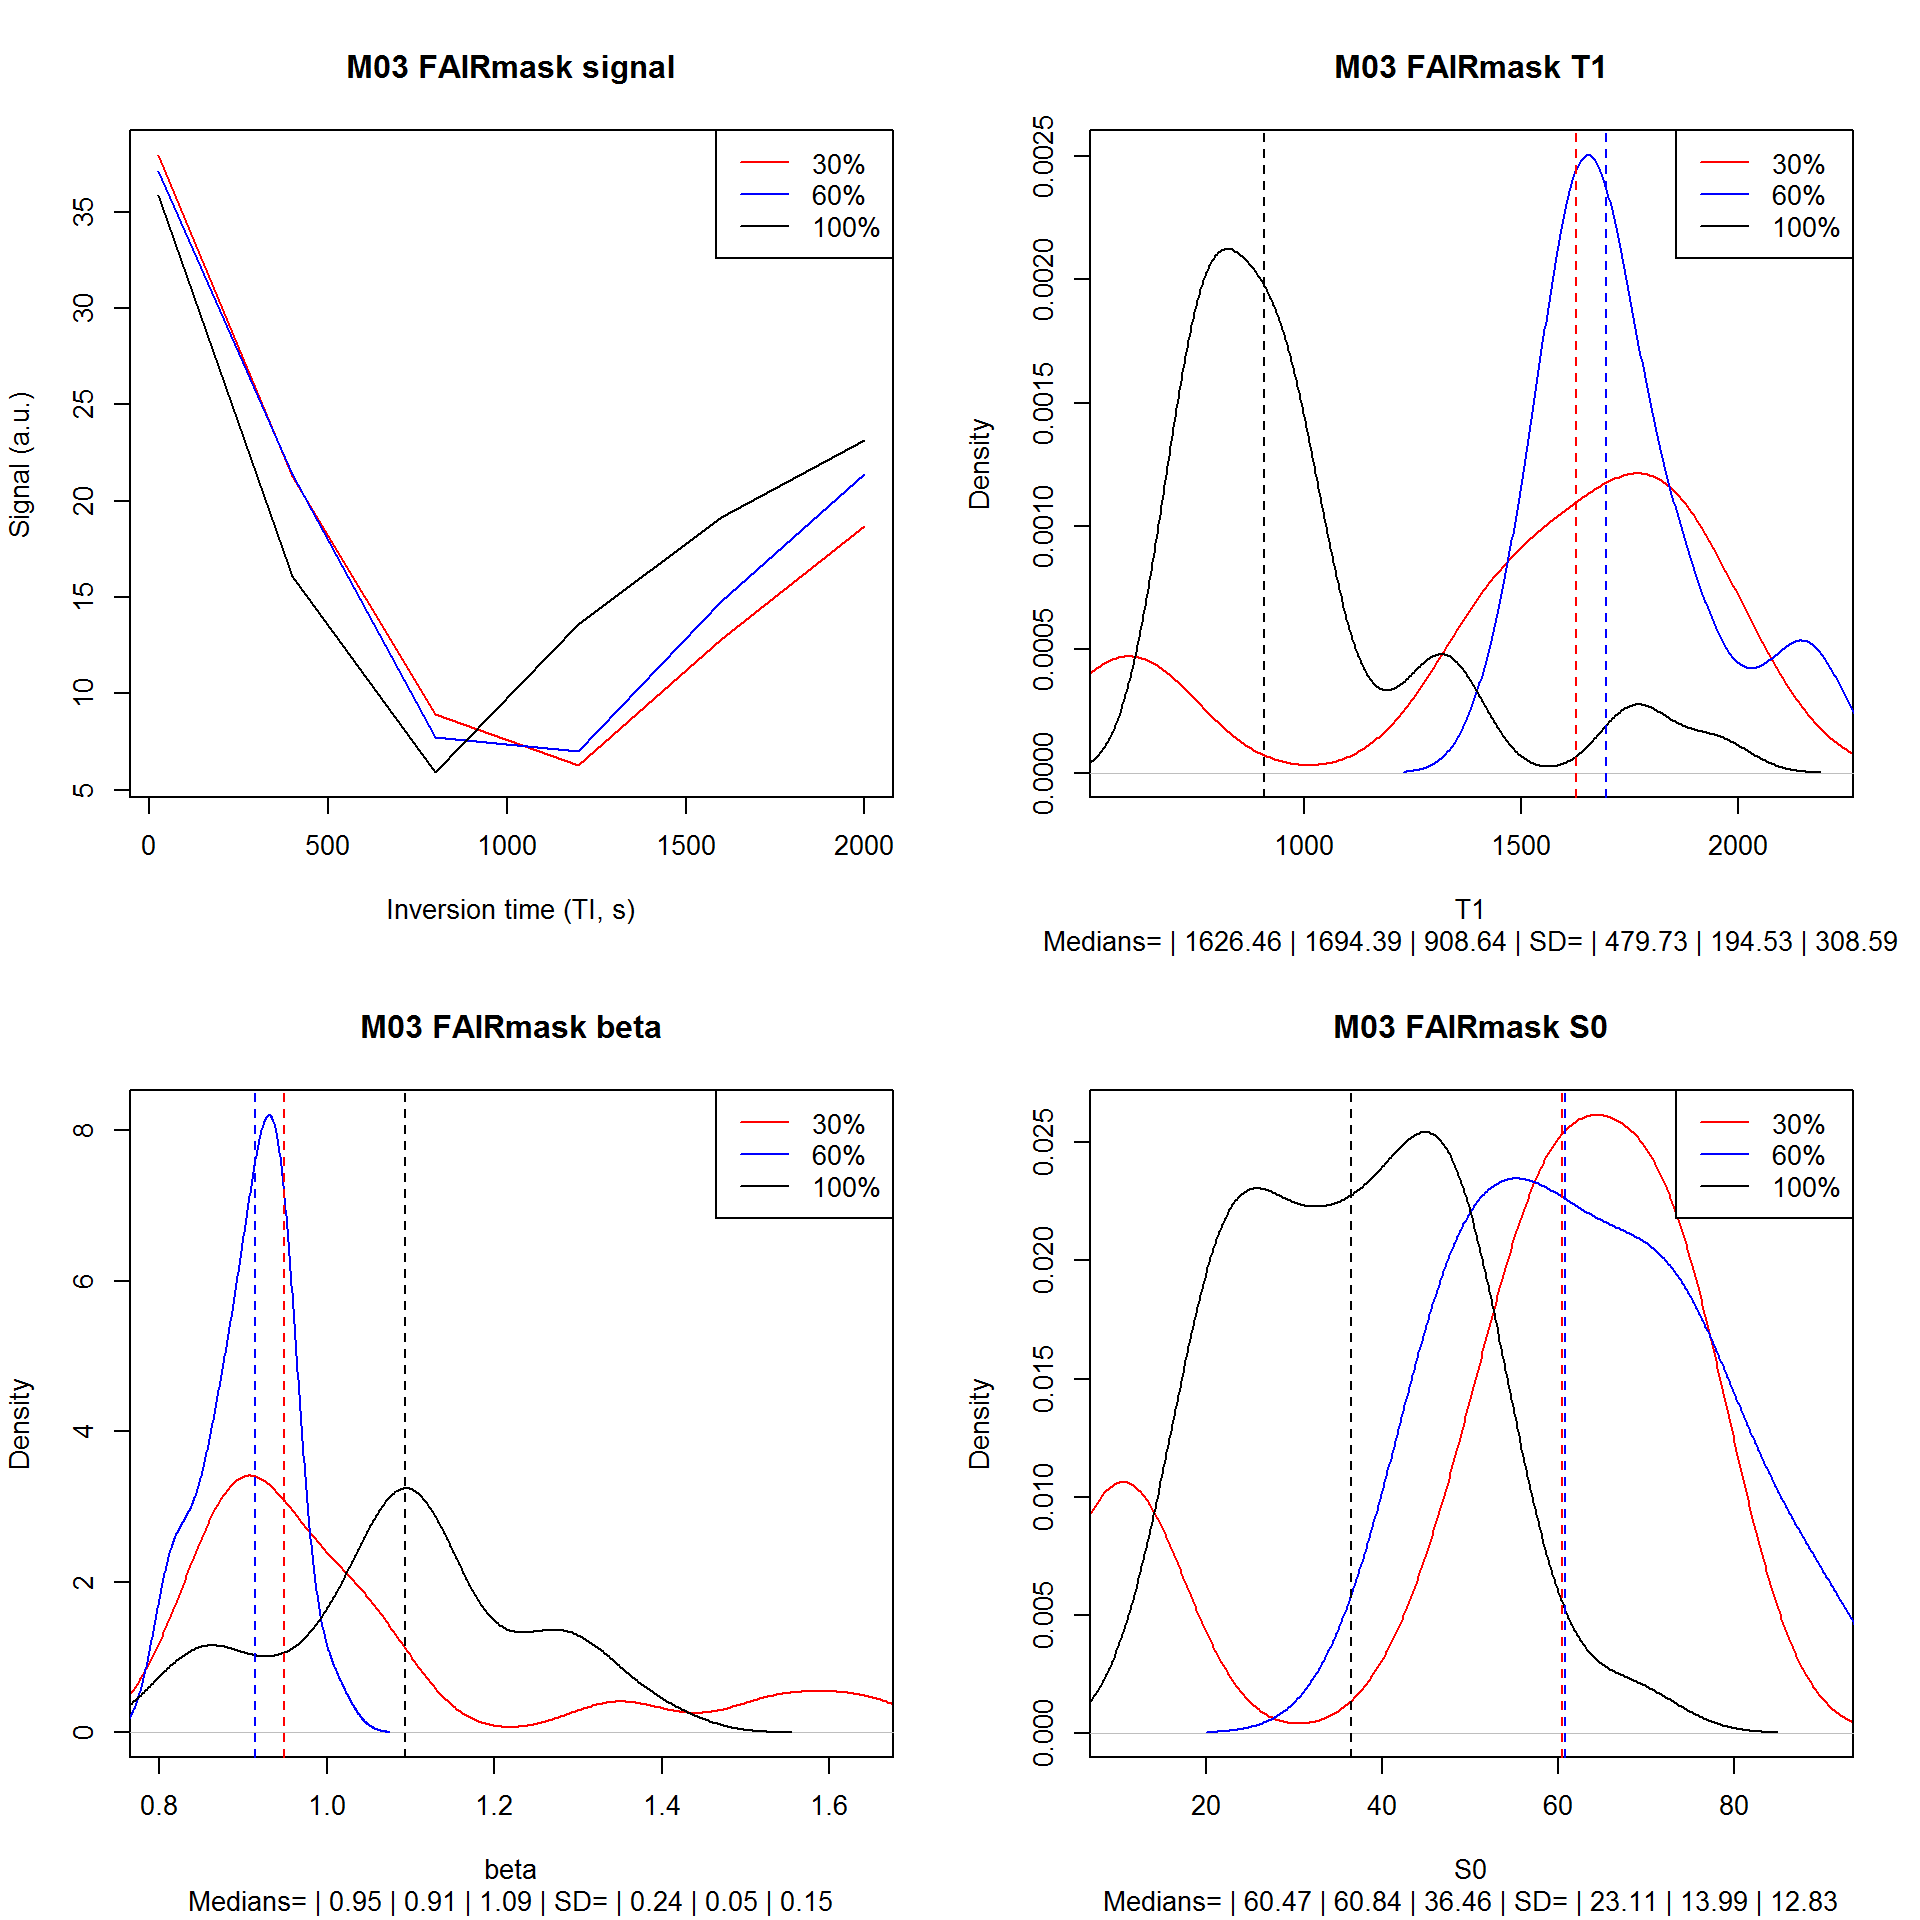 M03 FAIRmask signal
35
30
25
20
15
10
5
Signal (a.u.)
30%
60%
100%
0 500 1000 1500 2000
Inversion time (TI, s)
M03 FAIRmask T1
0.0025
0.0020
0.0015
0.0010
0.0005
0.0000
Density
30%
60%
100%
1000 1500 2000
T1
Medians= | 1626.46 | 1694.39 | 908.64 | SD= | 479.73 | 194.53 | 308.59
M03 FAIRmask beta
8
6
4
2
0
Density
30%
60%
100%
0.8 1.0 1.2 1.4 1.6
beta
Medians= | 0.95 | 0.91 | 1.09 | SD= | 0.24 | 0.05 | 0.15
M03 FAIRmask S0
0.025
0.020
0.015
0.010
0.005
0.000
Density
30%
60%
100%
20 40 60 80
S0
Medians= | 60.47 | 60.84 | 36.46 | SD= | 23.11 | 13.99 | 12.83